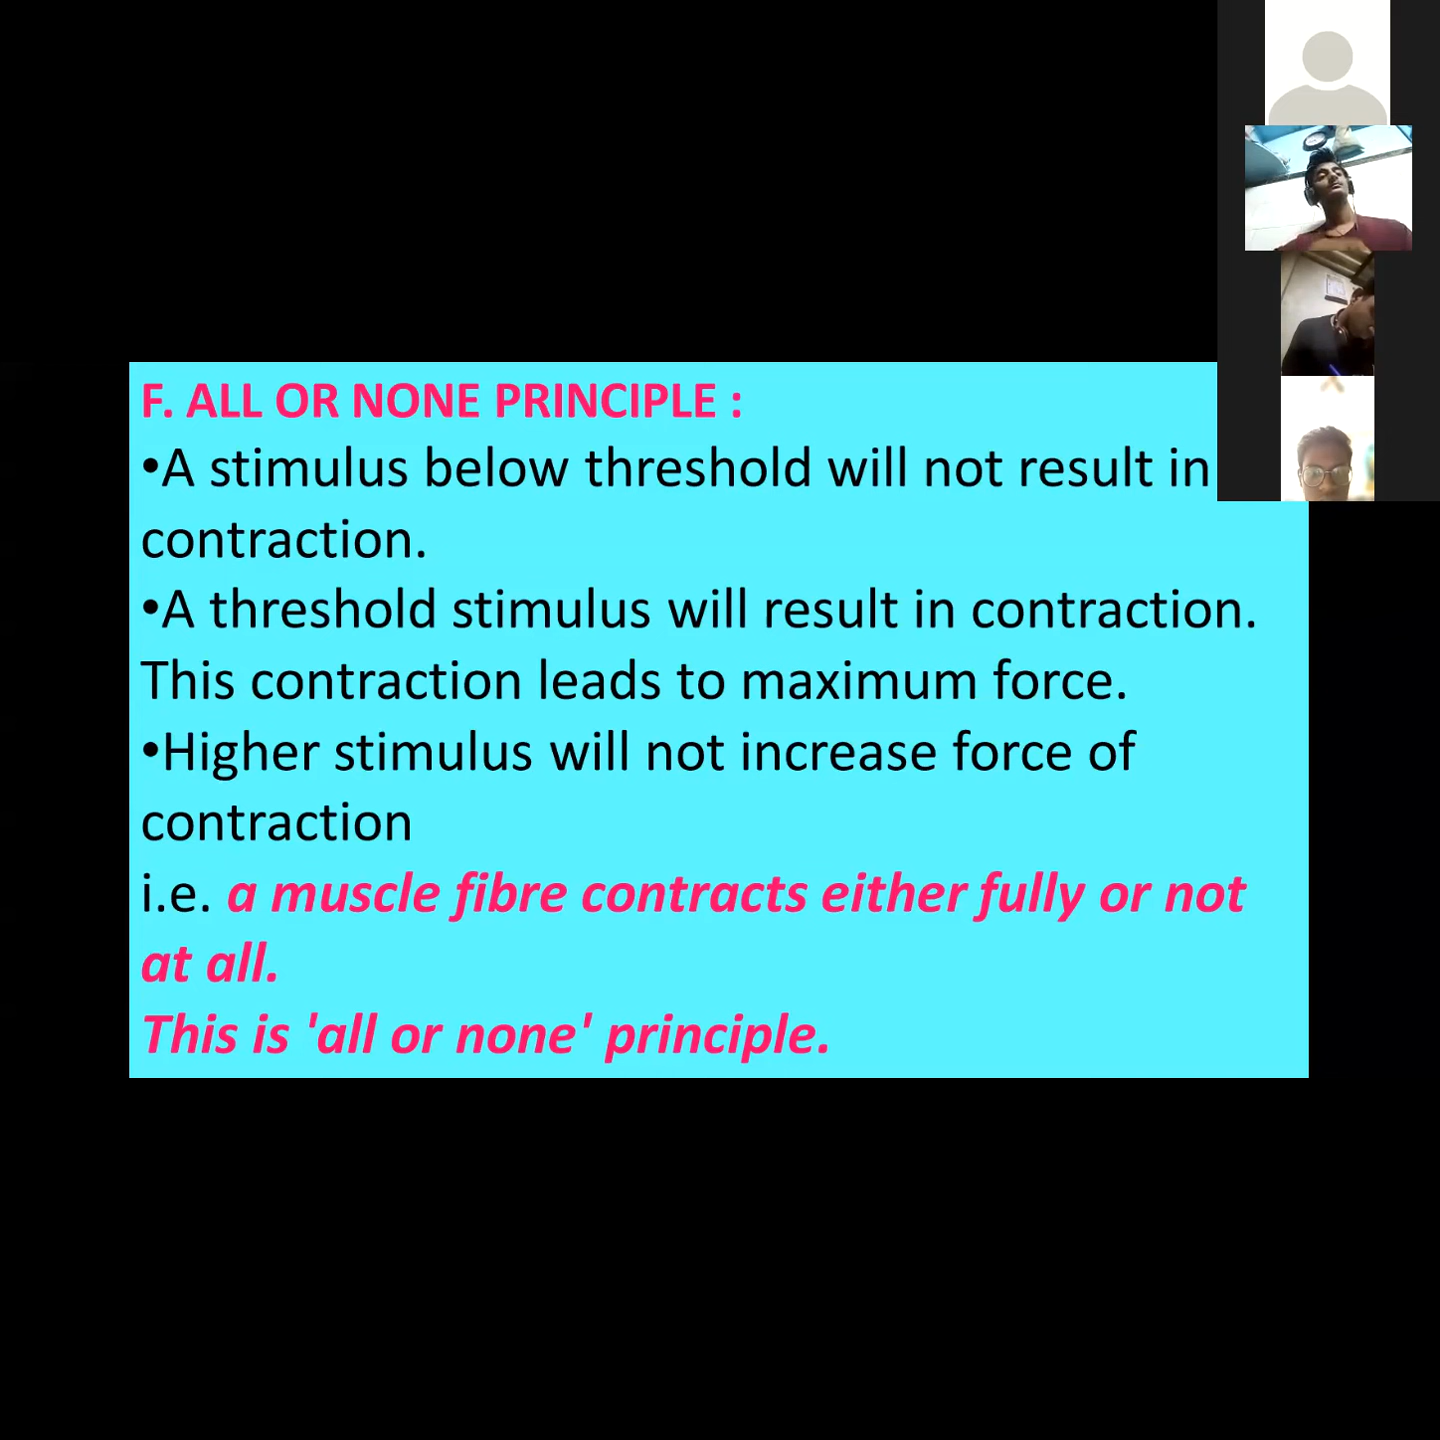 F. ALL OR NONE PRINCIPLE :
•A stimulus below threshold will not result in
contraction.
•A threshold stimulus will result in contraction.
This contraction leads to maximum force.
•Higher stimulus will not increase force of
contraction
i.e. a muscle fibre contracts either fully or not
at all.
This is 'all or none' principle.